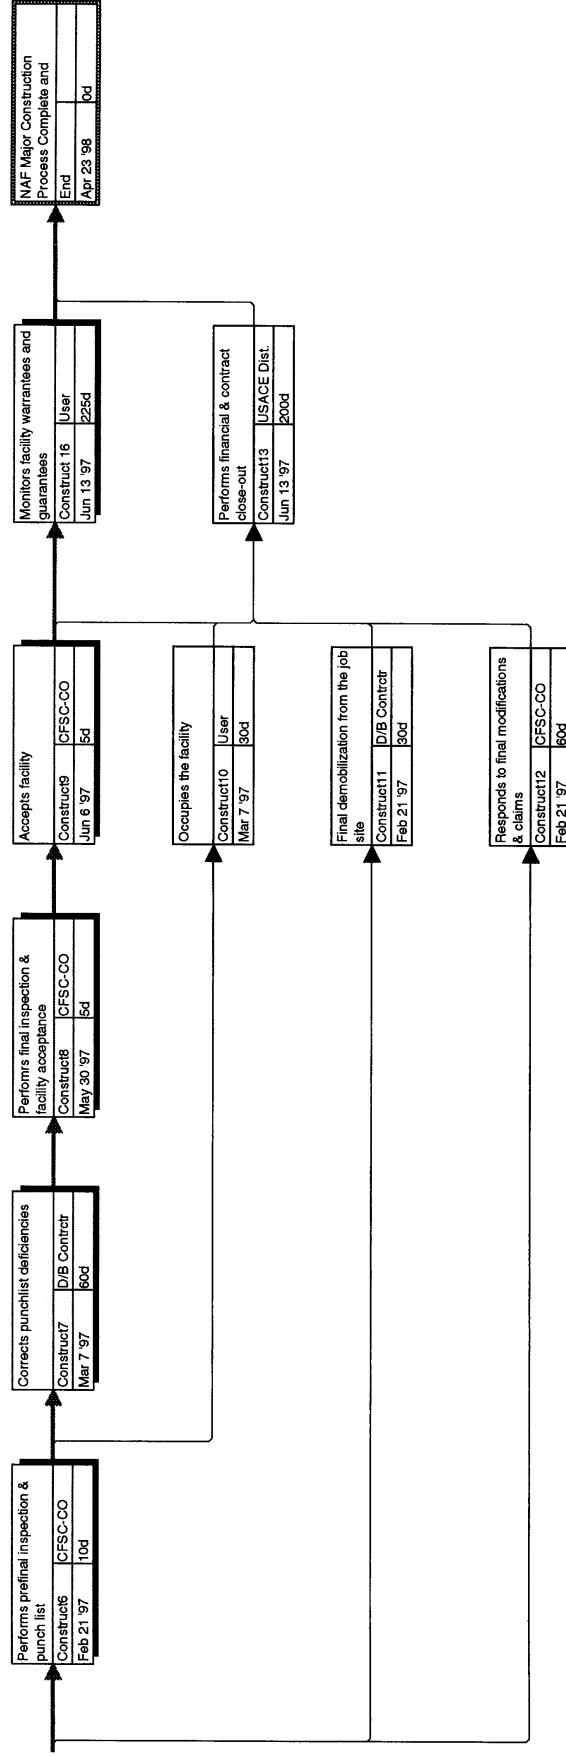 Performs prefinal inspection &
punch list
Construct6 CFSC-CO
Feb 21 '97 10d
Corrects punchlist deficiencies
Construct7 D/B Contrctr
Mar 7 '97 60d
Perfomrs final inspection &
facility acceptance
Construct8 CFSC-CO
May 30 '97 5d
Accepts facility
Construct9 CFSC-CO
Jun 6 '97 5d
Monitors facility warrantees and
guarantees
Construct 16 User
Jun 13 '97 225d
NAF Major Construction
Process Complete and
End
Apr 23 '98 0d
Occupies the facility
Construct10 User
Mar 7 '97 30d
Performs financial & contract
close-out
Construct13 USACE Dist.
Jun 13 '97 200d
Final demobilization from the job
site
Construct11 D/B Contrctr
Feb 21 '97 30d
Responds to final modifications
& claims
Construct12 CFSC-CO
Feb 21 '97 60d